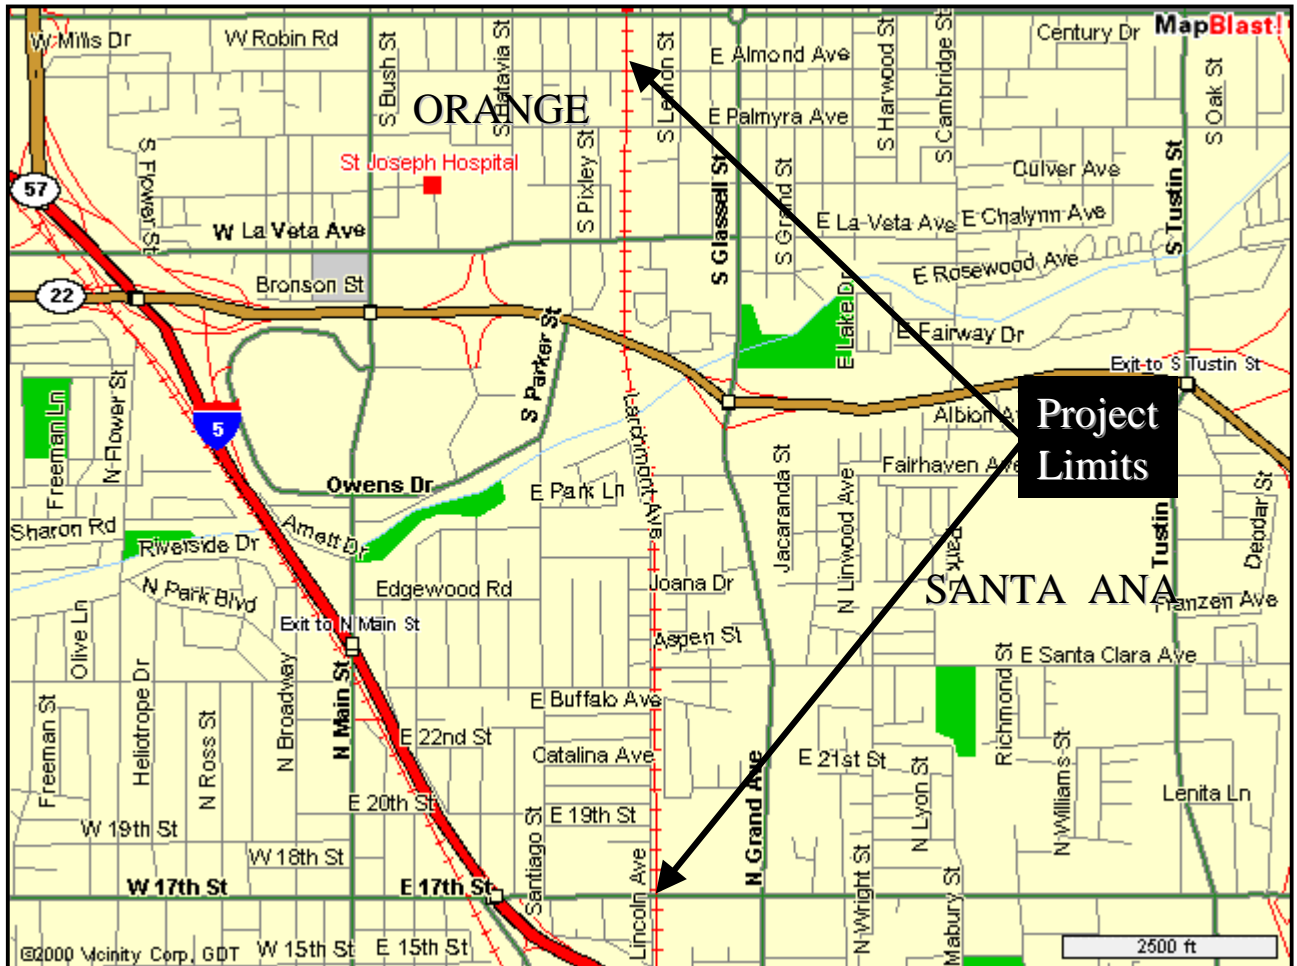 W Mills Dr
W Robin Rd
S Bush St
S Batavia St
S Lemon St
E Almond Ave
S Harwood St
S Cambridge St
Century Dr
MapBlast!
S Oak St
ORANGE
E Palmyra Ave
S Flower St
St Joseph Hospital
S Pixley St
S Glassell St
S Grand St
Culver Ave
S Tustin St
57
W La Veta Ave
E La-Veta Ave
E Chalynn Ave
E Rosewood Ave
22
Bronson St
S Parker St
E Lake Dr
E Fairway Dr
Exit to S Tustin St
Freeman Ln
N Flower St
5
Larchmont Ave
Albion
Project
Limits
Fairhaven Ave
Owens Dr
E Park Ln
Jacaranda St
N Linwood Ave
Park
Tustin
Deodar St
Sharon Rd
Riverside Dr
Amett Dr
N Park Blvd
Edgewood Rd
Joana Dr
SANTA ANA
Franzen Ave
Olive Ln
Exit to N Main St
Aspen St
E Santa Clara Ave
Freeman St
Heliotrope Dr
N Ross St
N Broadway
N Main St
E Buffalo Ave
Richmond St
E 22nd St
Catalina Ave
N Grand Ave
E 21st St
N Lyon St
N Williams St
Lenita Ln
E 20th St
E 19th St
W 19th St
W 18th St
Santiago St
Lincoln Ave
N Wright St
Mabury St
W 17th St
E 17th St
©2000 Vicinity Corp, GDT
W 15th St
E 15th St
2500 ft